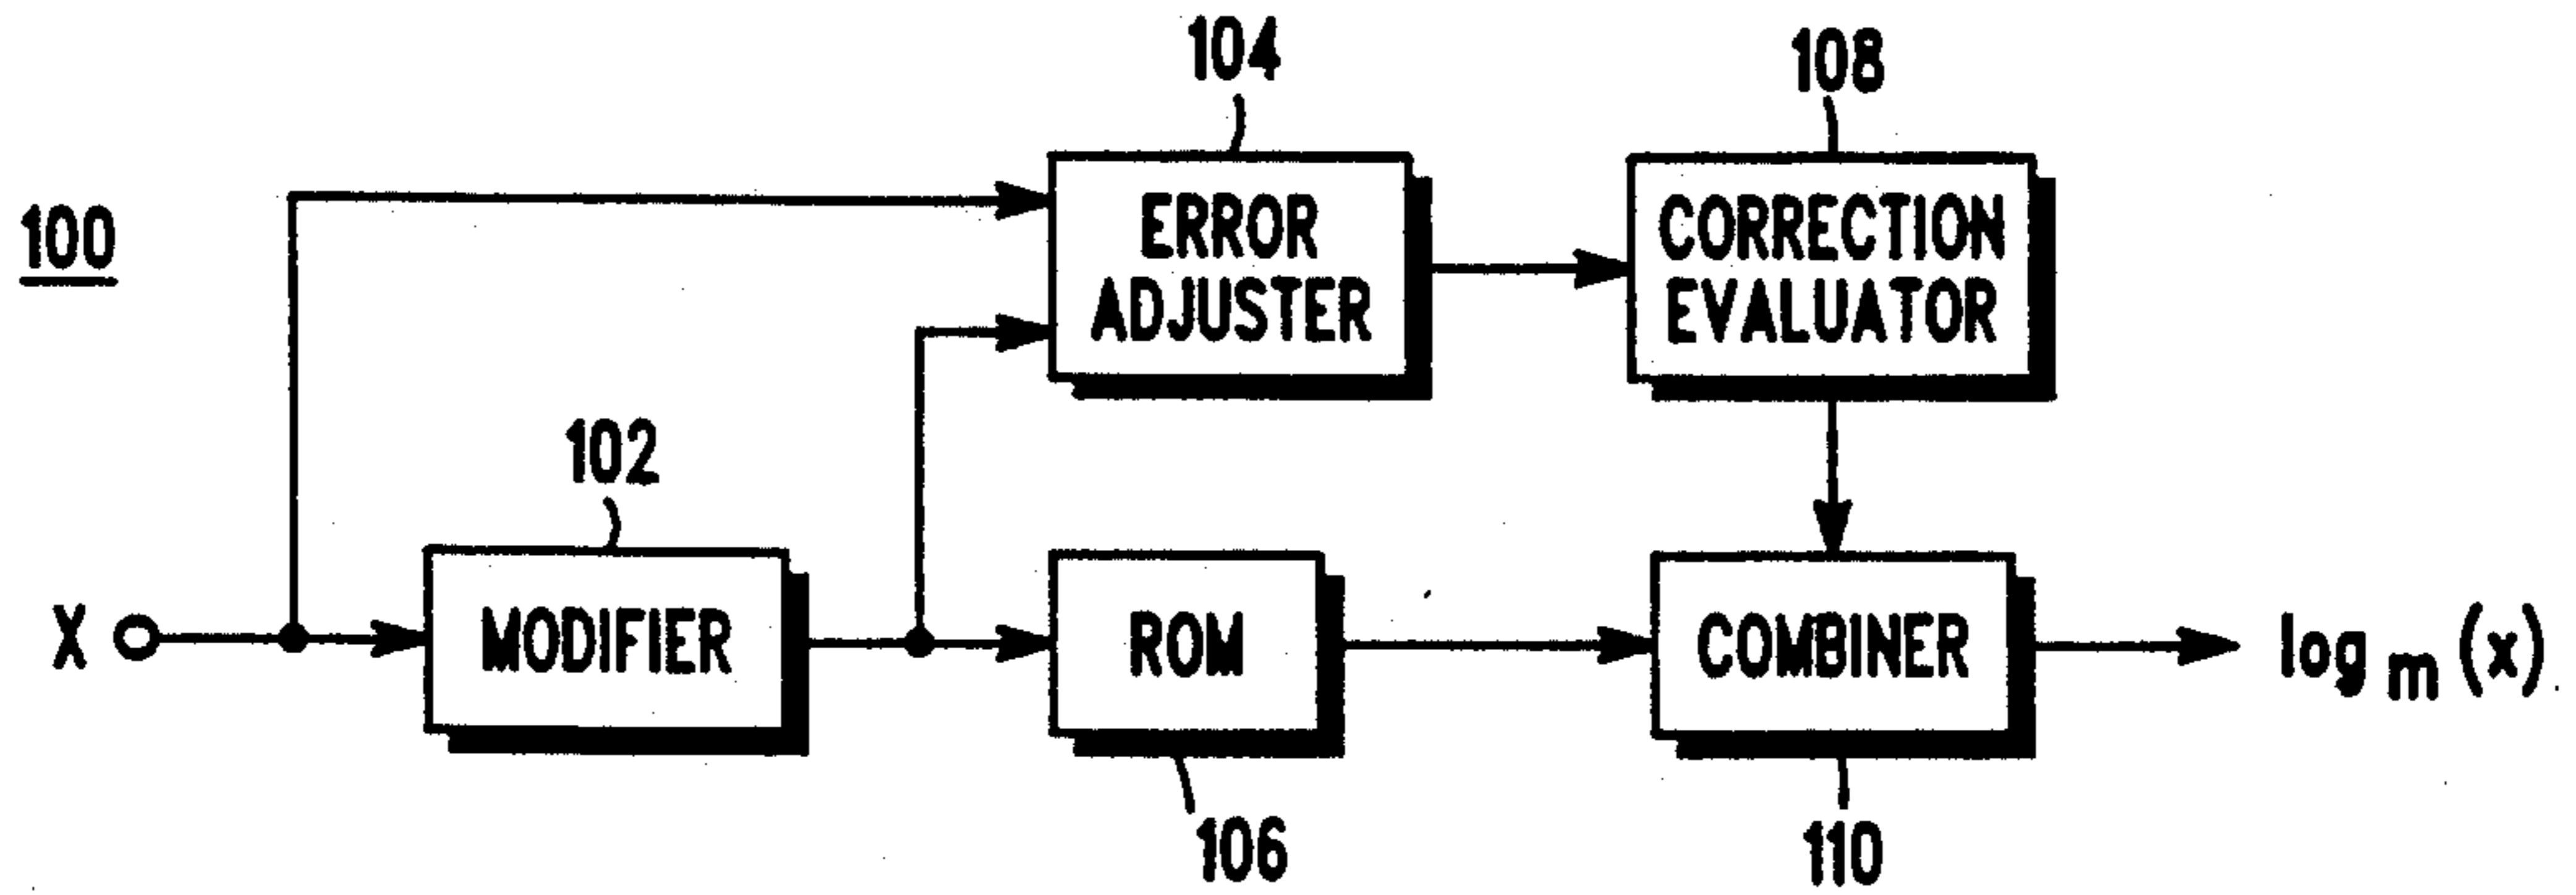 104
108
100
ERROR
ADJUSTER
CORRECTION
EVALUATOR
102
X
MODIFIER
ROM
COMBINER
log m (x)
106
110